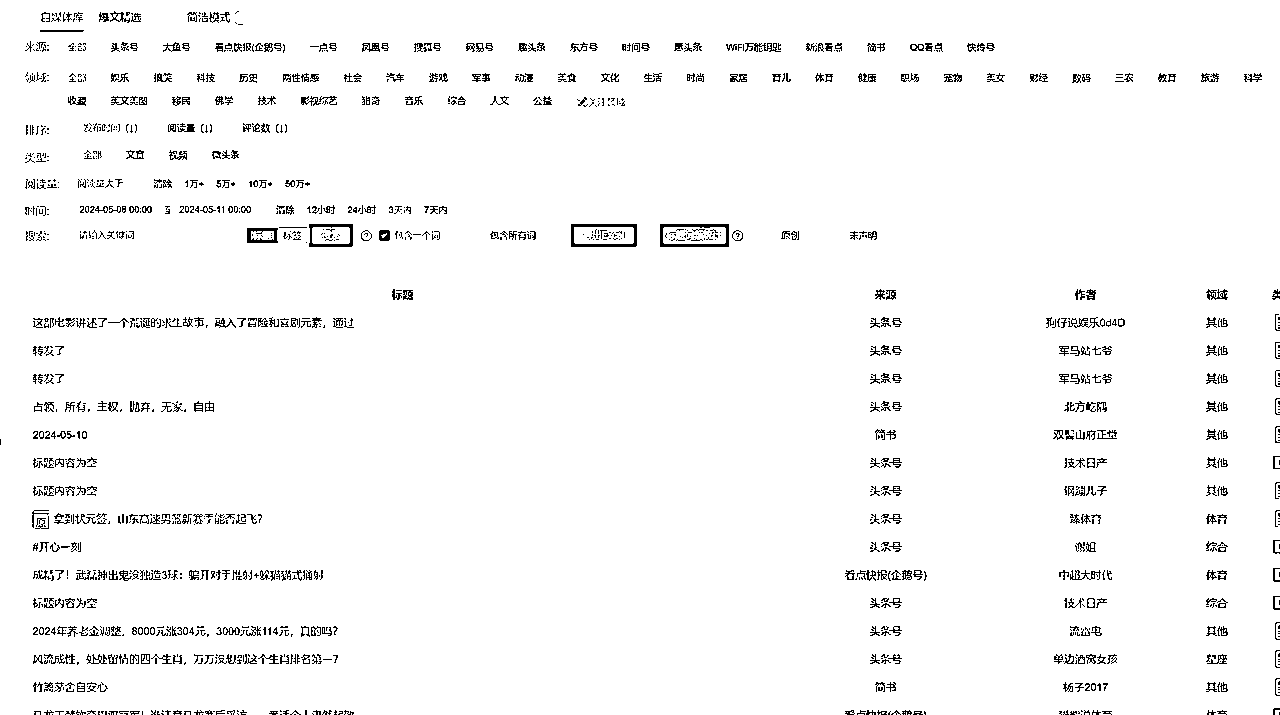 自媒体库 爆文精选 简洁模式
来源: 全部 头条号 大鱼号 看点快报(企鹅号) 一点号 凤凰号 搜狐号 网易号 趣头条 东方号 时间号 惠头条 WiFi万能钥匙 新浪看点 简书 QQ看点 快传号
领域: 全部 娱乐 搞笑 科技 历史 两性情感 社会 汽车 游戏 军事 动漫 美食 文化 生活 时尚 家居 育儿 体育 健康 职场 宠物 美女 财经 数码 三农 教育 旅游 科学
收藏 美文美图 移民 佛学 技术 影视综艺 猎奇 音乐 综合 人文 公益
排序: 发布时间 (↓) 阅读量 (↓) 评论数 (↓)
类型: 全部 文章 视频 微头条
阅读量: 阅读量大于 清除 1万+ 5万+ 10万+ 50万+
时间: 2024-05-08 00:00 至 2024-05-11 00:00 清除 12小时 24小时 3天内 7天内
搜索: 请输入关键词 标题 标签 包含一个词 包含所有词 原创 未声明
标题 来源 作者 领域
这部电影讲述了一个荒诞的求生故事，融入了冒险和喜剧元素，通过 头条号 狗仔说娱乐0d4D 其他
转发了 头条号 军马站七爷 其他
转发了 头条号 军马站七爷 其他
占领，所有，主权，抛弃，无家，自由 头条号 北方屹隅 其他
2024-05-10 简书 双髻山府正堂 其他
标题内容为空 头条号 技术日产 其他
标题内容为空 头条号 钢蹦儿子 其他
原 拿到状元签，山东高速男篮新赛季能否起飞？ 头条号 臻体育 体育
#开心一刻 头条号 谢姐 综合
成精了！武磊神出鬼没独造3球：骗开对手推射+躲猫猫式捅射 看点快报(企鹅号) 中超大时代 体育
标题内容为空 头条号 技术日产 综合
2024年养老金调整，8000元涨304元，3000元涨114元，真的吗？ 头条号 流雷电 其他
风流成性，处处留情的四个生肖，万万没想到这个生肖排名第一？ 头条号 单边酒窝女孩 星座
竹篱茅舍自安心 简书 杨子2017 其他